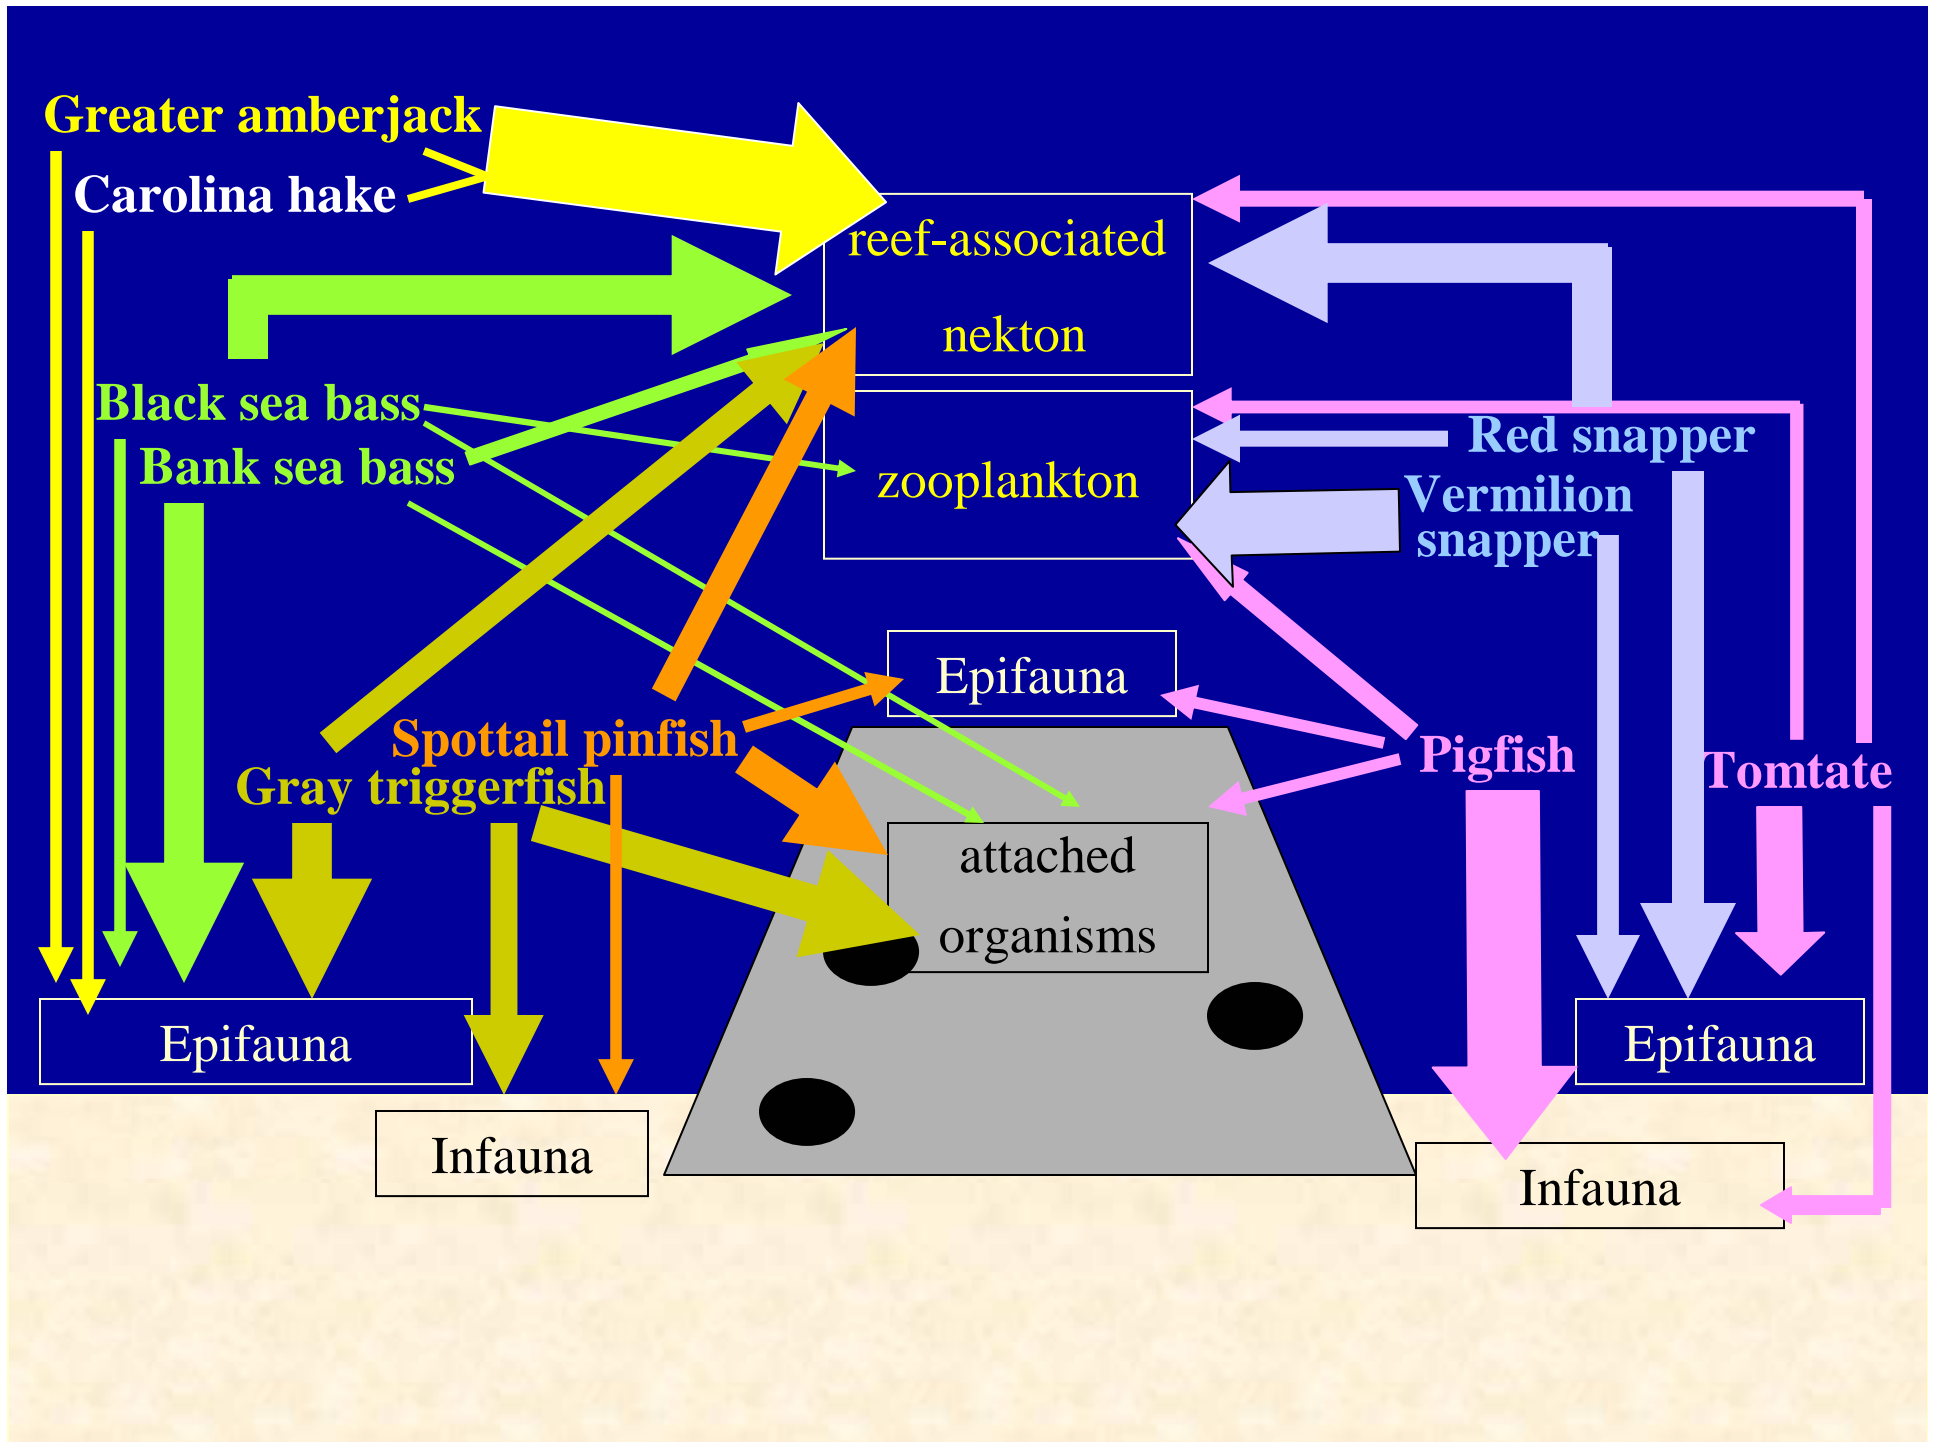 Greater amberjack
Carolina hake
reef-associated
nekton
Black sea bass
Bank sea bass
zooplankton
Red snapper
Vermilion
snapper
Epifauna
Spottail pinfish
Gray triggerfish
Pigfish
Tomtate
attached
organisms
Epifauna
Epifauna
Infauna
Infauna